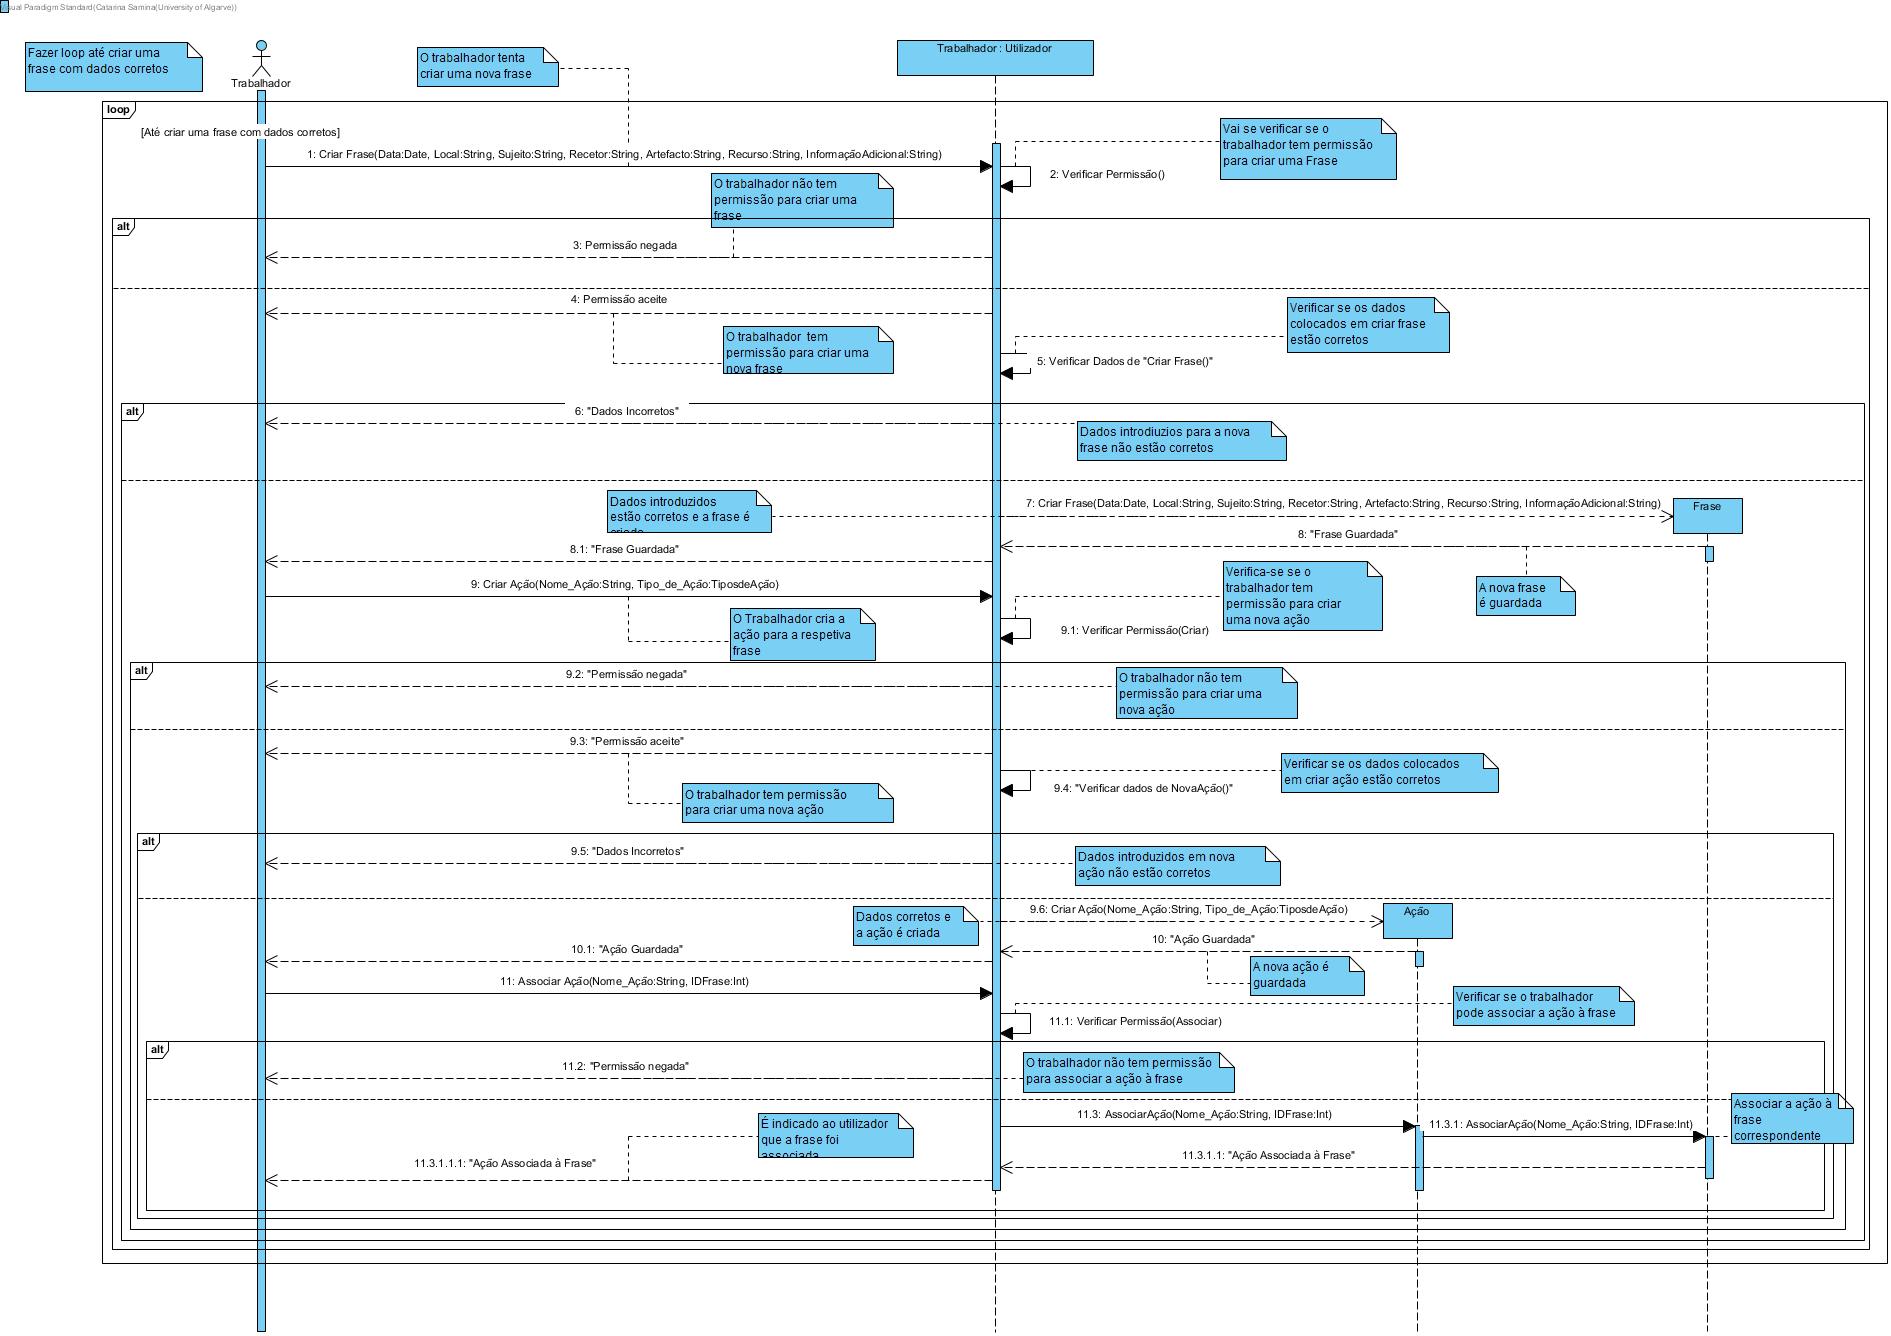 Visual Paradigm Standard(Catarina Samina(University of Algarve))
Fazer loop até criar uma
frase com dados corretos
Trabalhador
O trabalhador tenta
criar uma nova frase
Trabalhador : Utilizador
loop
[Até criar uma frase com dados corretos]
1: Criar Frase(Data:Date, Local:String, Sujeito:String, Recetor:String, Artefacto:String, Recurso:String, InformaçãoAdicional:String)
Vai se verificar se o
trabalhador tem permissão
para criar uma Frase
2: Verificar Permissão()
O trabalhador não tem
permissão para criar uma
frase
alt
3: Permissão negada
4: Permissão aceite
O trabalhador  tem
permissão para criar uma
nova frase
Verificar se os dados
colocados em criar frase
estão corretos
5: Verificar Dados de "Criar Frase()"
alt
6: "Dados Incorretos"
Dados introdiuzios para a nova
frase não estão corretos
Dados introduzidos
estão corretos e a frase é
criada
7: Criar Frase(Data:Date, Local:String, Sujeito:String, Recetor:String, Artefacto:String, Recurso:String, InformaçãoAdicional:String)
Frase
8: "Frase Guardada"
8.1: "Frase Guardada"
A nova frase
é guardada
9: Criar Ação(Nome_Ação:String, Tipo_de_Ação:TiposdeAção)
Verifica-se se o
trabalhador tem
permissão para criar
uma nova ação
O Trabalhador cria a
ação para a respetiva
frase
9.1: Verificar Permissão(Criar)
alt
9.2: "Permissão negada"
O trabalhador não tem
permissão para criar uma
nova ação
9.3: "Permissão aceite"
O trabalhador tem permissão
para criar uma nova ação
Verificar se os dados colocados
em criar ação estão corretos
9.4: "Verificar dados de NovaAção()"
alt
9.5: "Dados Incorretos"
Dados introduzidos em nova
ação não estão corretos
Dados corretos e
a ação é criada
9.6: Criar Ação(Nome_Ação:String, Tipo_de_Ação:TiposdeAção)
Ação
10: "Ação Guardada"
10.1: "Ação Guardada"
A nova ação é
guardada
11: Associar Ação(Nome_Ação:String, IDFrase:Int)
Verificar se o trabalhador
pode associar a ação à frase
11.1: Verificar Permissão(Associar)
alt
11.2: "Permissão negada"
O trabalhador não tem permissão
para associar a ação à frase
11.3: AssociarAção(Nome_Ação:String, IDFrase:Int)
11.3.1: AssociarAção(Nome_Ação:String, IDFrase:Int)
Associar a ação à
frase
correspondente
É indicado ao utilizador
que a frase foi
associada
11.3.1.1: "Ação Associada à Frase"
11.3.1.1.1: "Ação Associada à Frase"